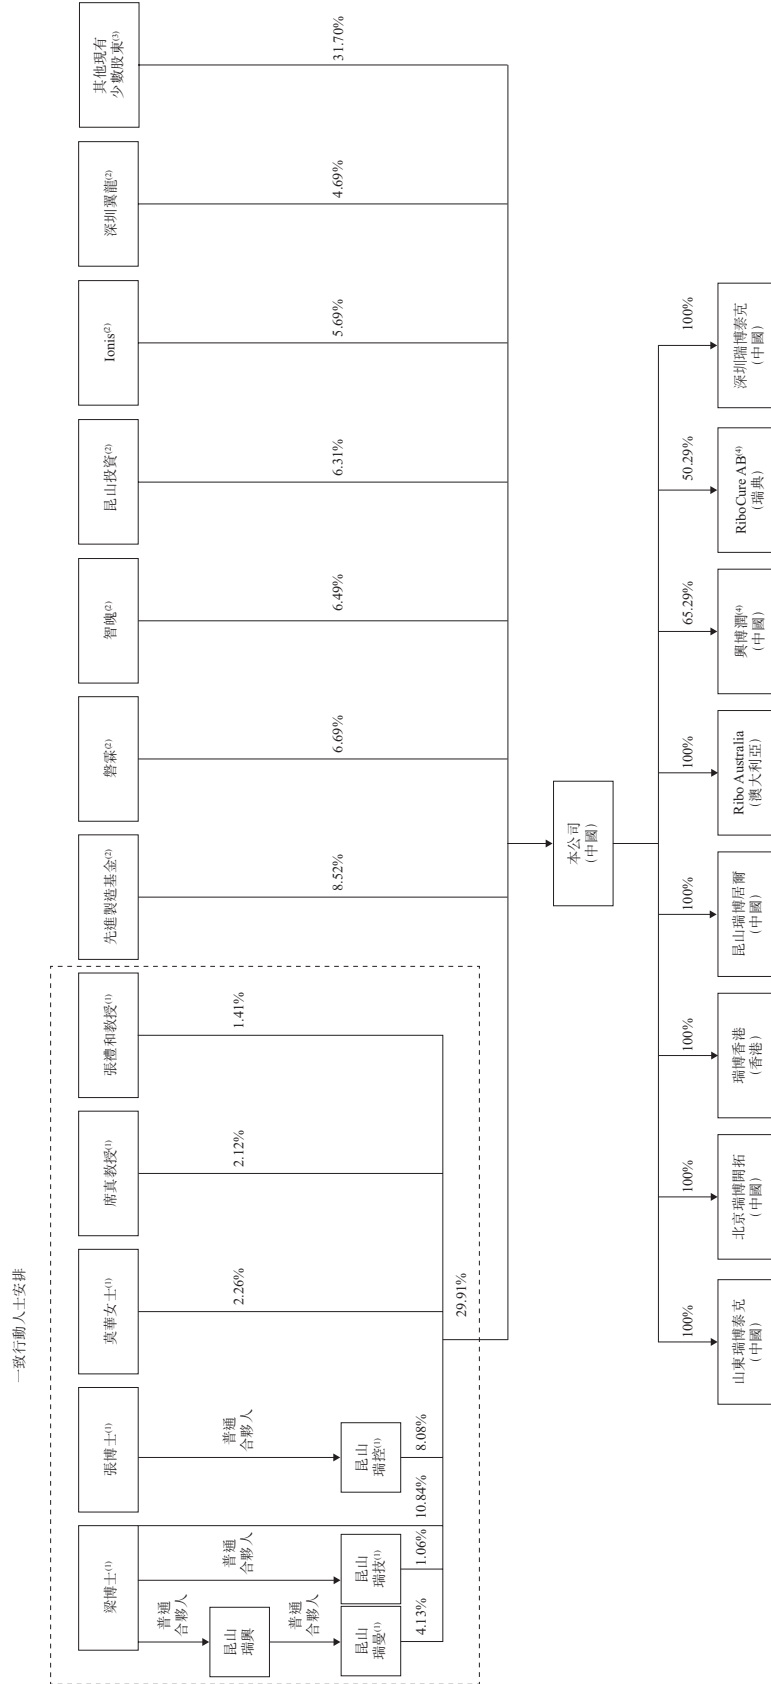 一致行動人士安排
梁博士(1)
張博士(1)
莫華女士(1)
席真教授(1)
張禮和教授(1)
先進製造基金(2)
磐霖(2)
智魄(2)
昆山投資(2)
Ionis(2)
深圳翼龍(2)
其他現有
少數股東(3)
普通
合夥人
昆山
瑞興
普通
合夥人
昆山
瑞曼(1)
4.13%
普通
合夥人
昆山
瑞技(1)
1.06%
10.84%
普通
合夥人
昆山
瑞控(1)
8.08%
2.26%
2.12%
1.41%
29.91%
8.52%
6.69%
6.49%
6.31%
5.69%
4.69%
31.70%
本公司
(中國)
100%
100%
100%
100%
100%
65.29%
50.29%
100%
山東瑞博泰克
(中國)
北京瑞博開拓
(中國)
瑞博香港
(香港)
昆山瑞博居爾
(中國)
Ribo Australia
(澳大利亞)
興博潤(4)
(中國)
RiboCure AB(4)
(瑞典)
深圳瑞博泰克
(中國)